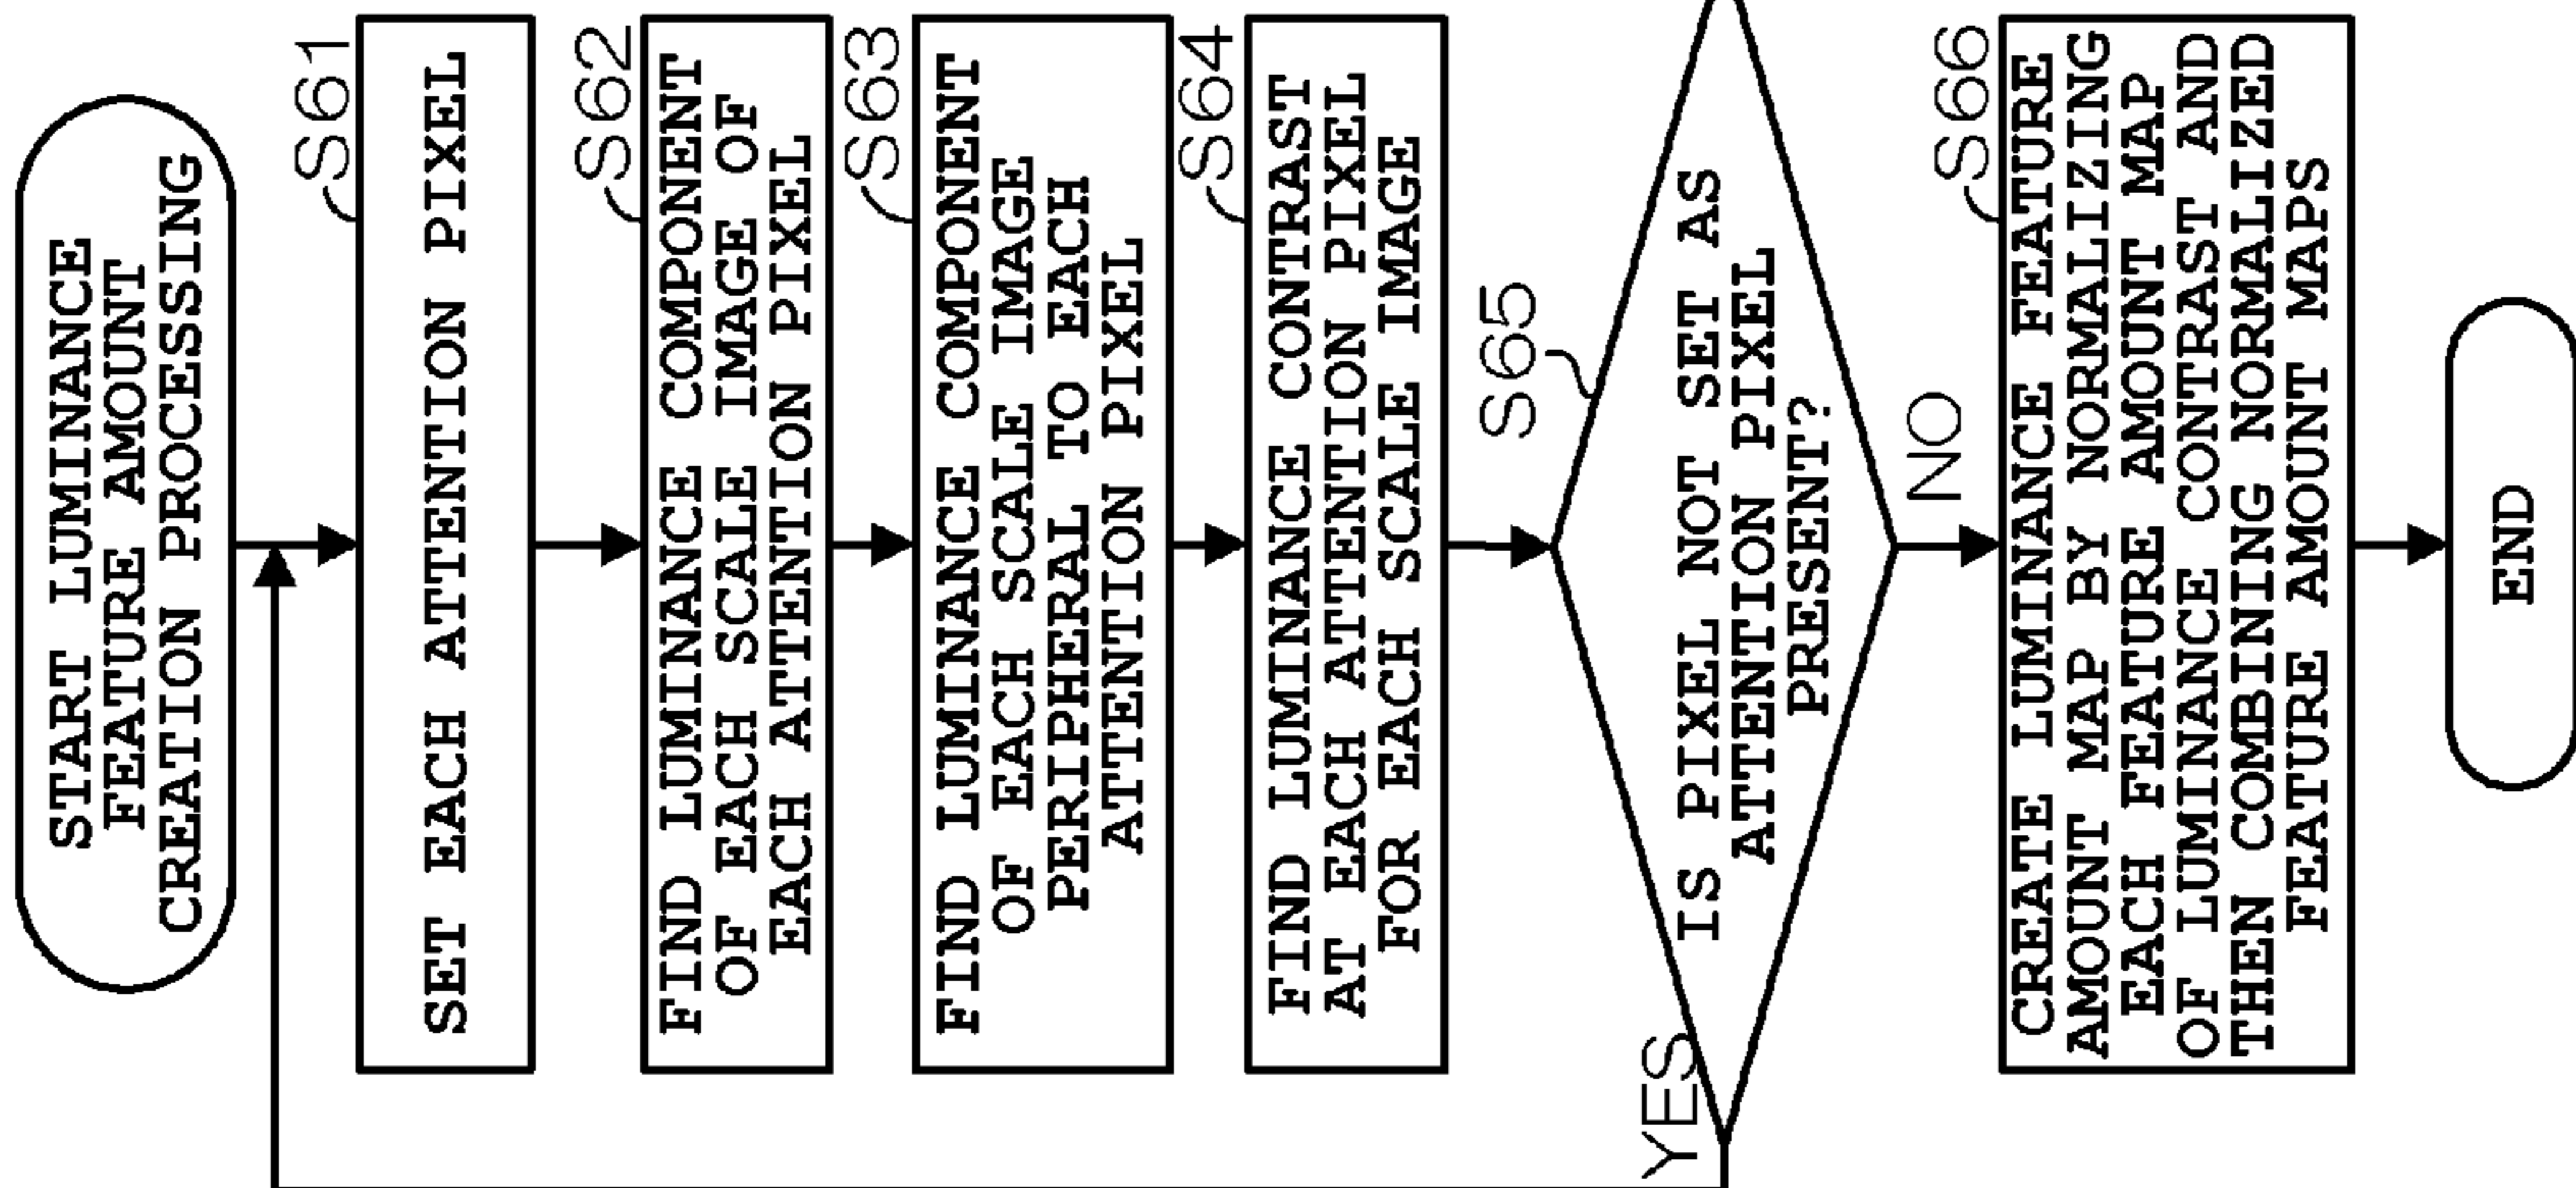 START LUMINANCE
FEATURE AMOUNT
CREATION PROCESSING
S61
SET EACH ATTENTION PIXEL
S62
FIND LUMINANCE COMPONENT
OF EACH SCALE IMAGE OF
EACH ATTENTION PIXEL
S63
FIND LUMINANCE COMPONENT
OF EACH SCALE IMAGE
PERIPHERAL TO EACH
ATTENTION PIXEL
S64
FIND LUMINANCE CONTRAST
AT EACH ATTENTION PIXEL
FOR EACH SCALE IMAGE
S65
YES
IS PIXEL NOT SET AS
ATTENTION PIXEL
PRESENT?
NO
S66
CREATE LUMINANCE FEATURE
AMOUNT MAP BY NORMALIZING
EACH FEATURE AMOUNT MAP
OF LUMINANCE CONTRAST AND
THEN COMBINING NORMALIZED
FEATURE AMOUNT MAPS
END